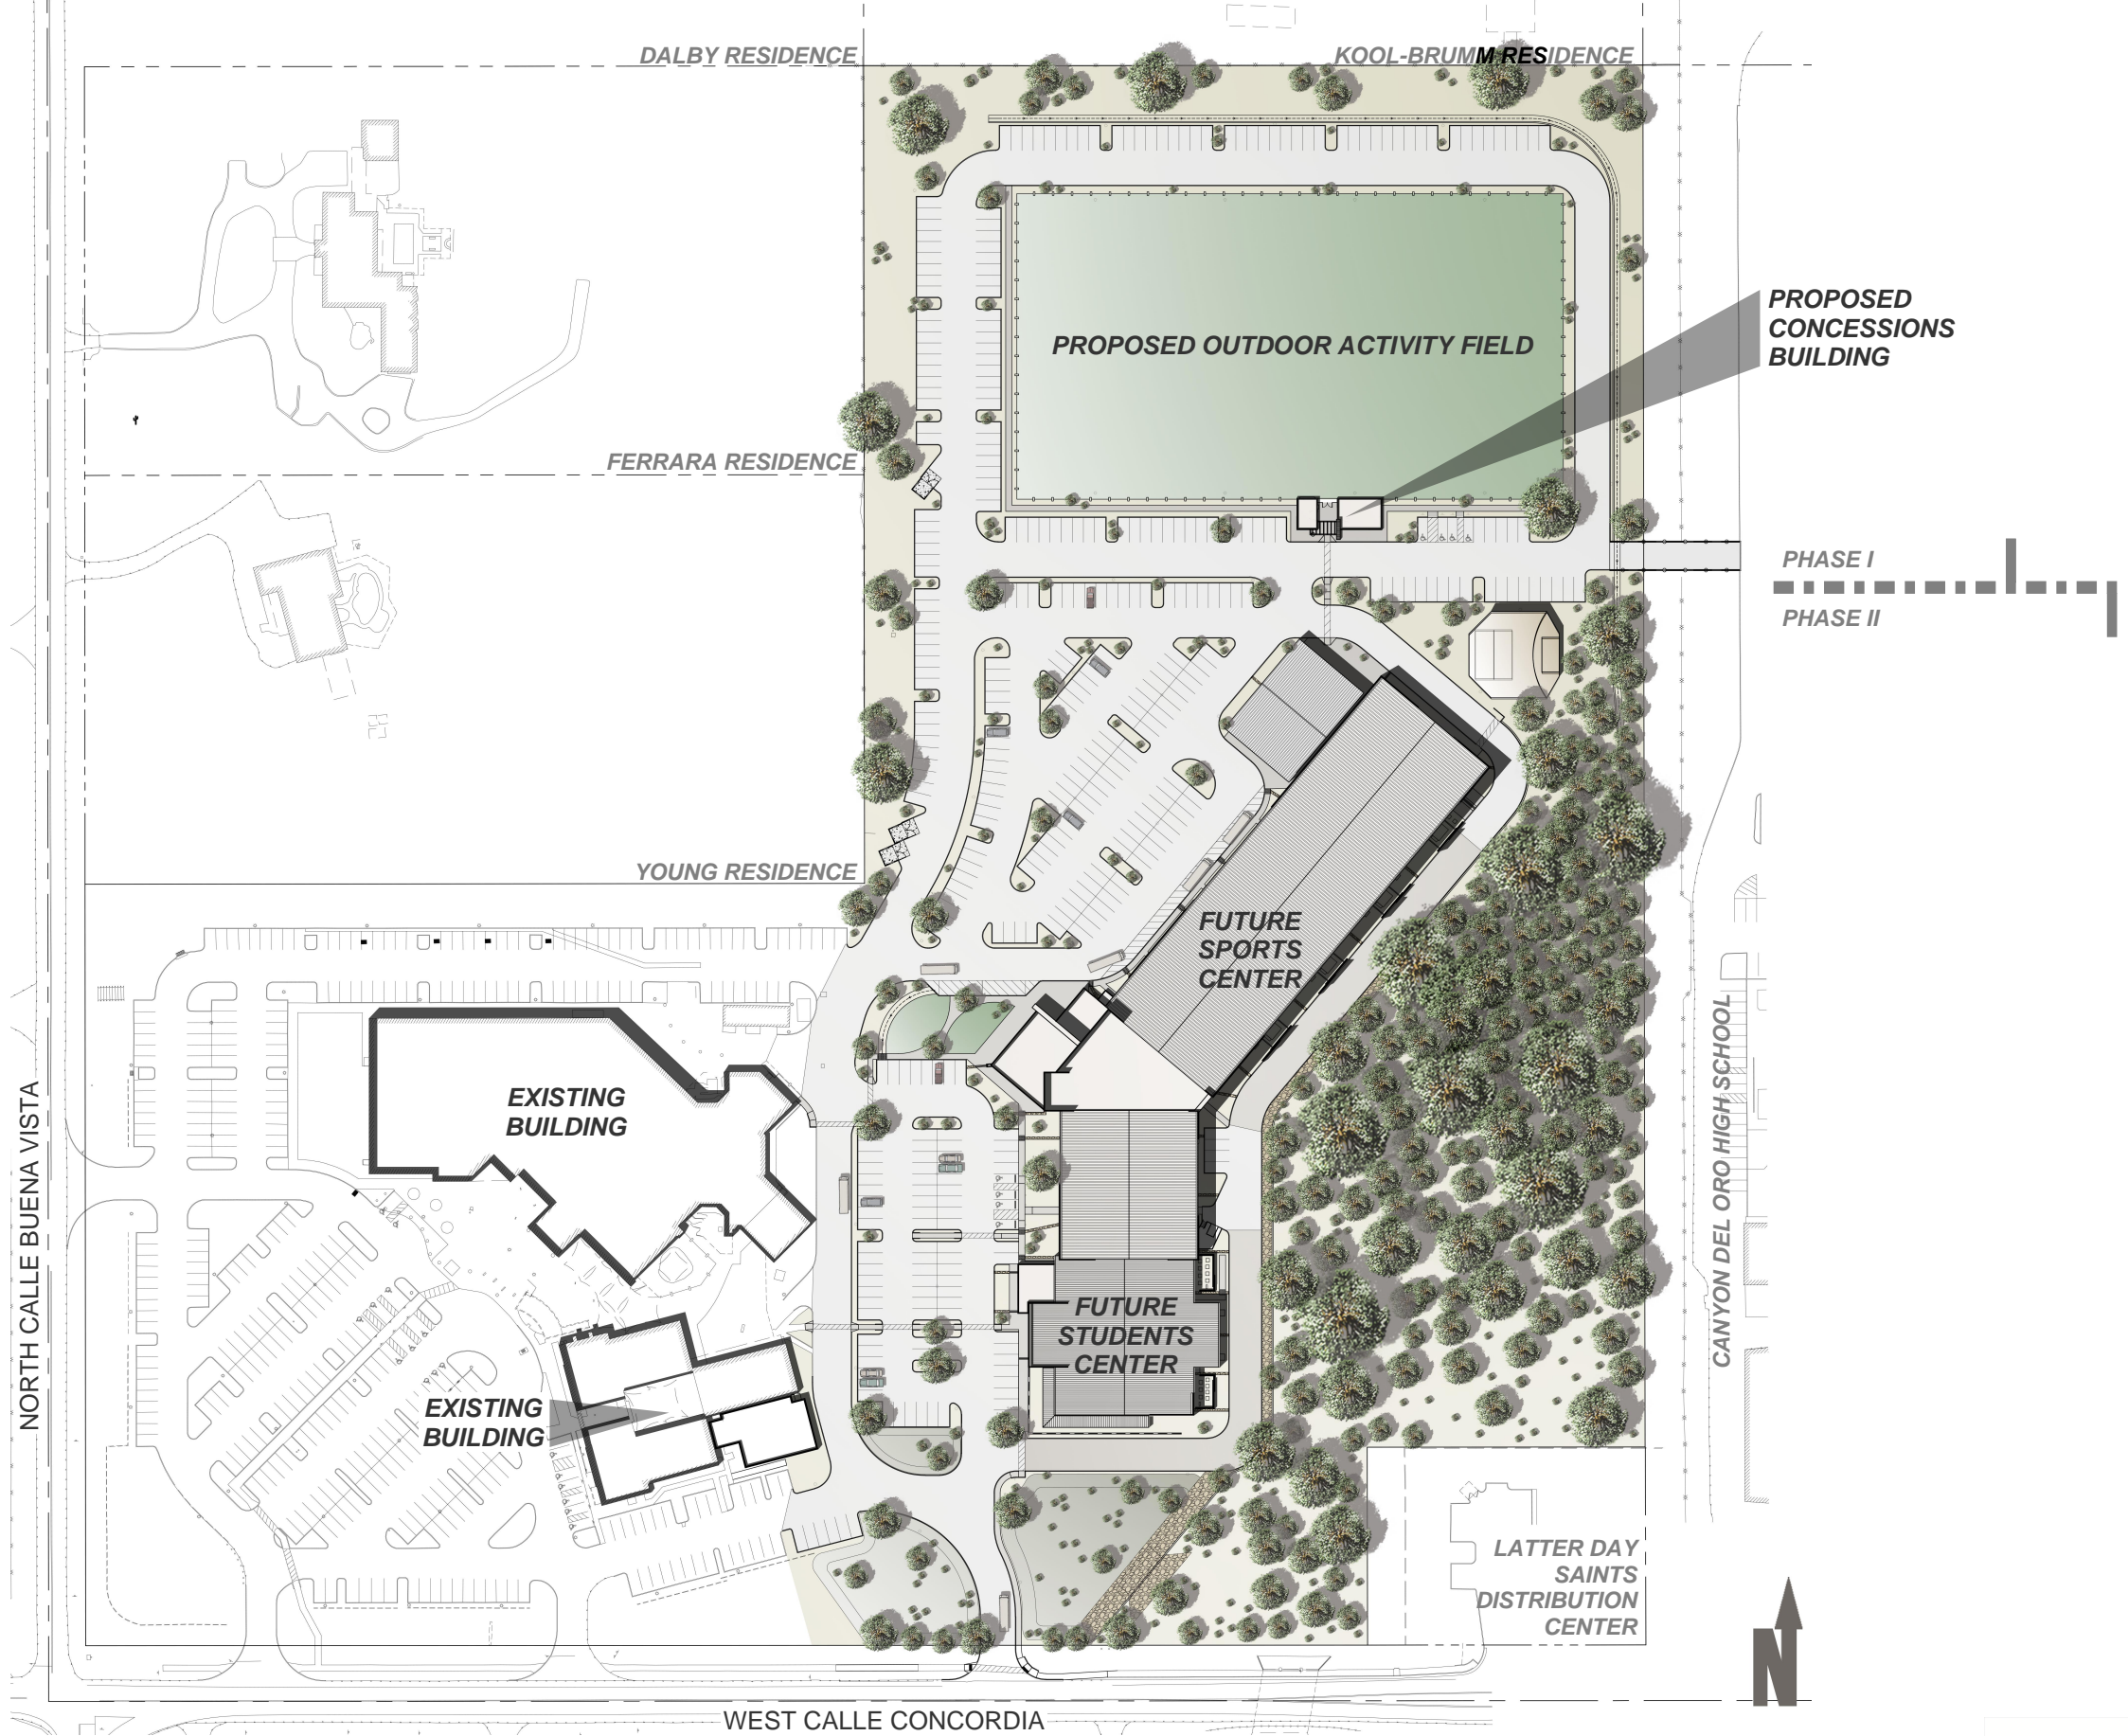 DALBY RESIDENCE
KOOL-BRUMM RESIDENCE
PROPOSED
CONCESSIONS
BUILDING
PROPOSED OUTDOOR ACTIVITY FIELD
FERRARA RESIDENCE
PHASE I
PHASE II
YOUNG RESIDENCE
FUTURE
SPORTS
CENTER
EXISTING
BUILDING
NORTH CALLE BUENA VISTA
CANYON DEL ORO HIGH SCHOOL
FUTURE
STUDENTS
CENTER
EXISTING
BUILDING
LATTER DAY
SAINTS
DISTRIBUTION
CENTER
N
WEST CALLE CONCORDIA